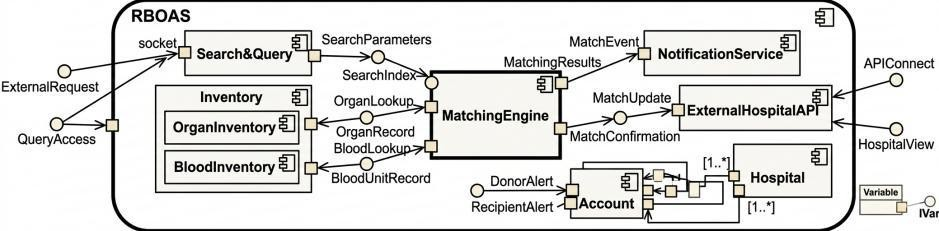 RBOAS
socket
Search&Query
SearchParameters
SearchIndex
ExternalRequest
QueryAccess
Inventory
OrganInventory
BloodInventory
OrganLookup
OrganRecord
BloodLookup
BloodUnitRecord
MatchingEngine
MatchingResults
MatchEvent
NotificationService
MatchUpdate
MatchConfirmation
ExternalHospitalAPI
APIConnect
HospitalView
DonorAlert
RecipientAlert
Account
[1..*]
Hospital
[1..*]
Variable
IVar